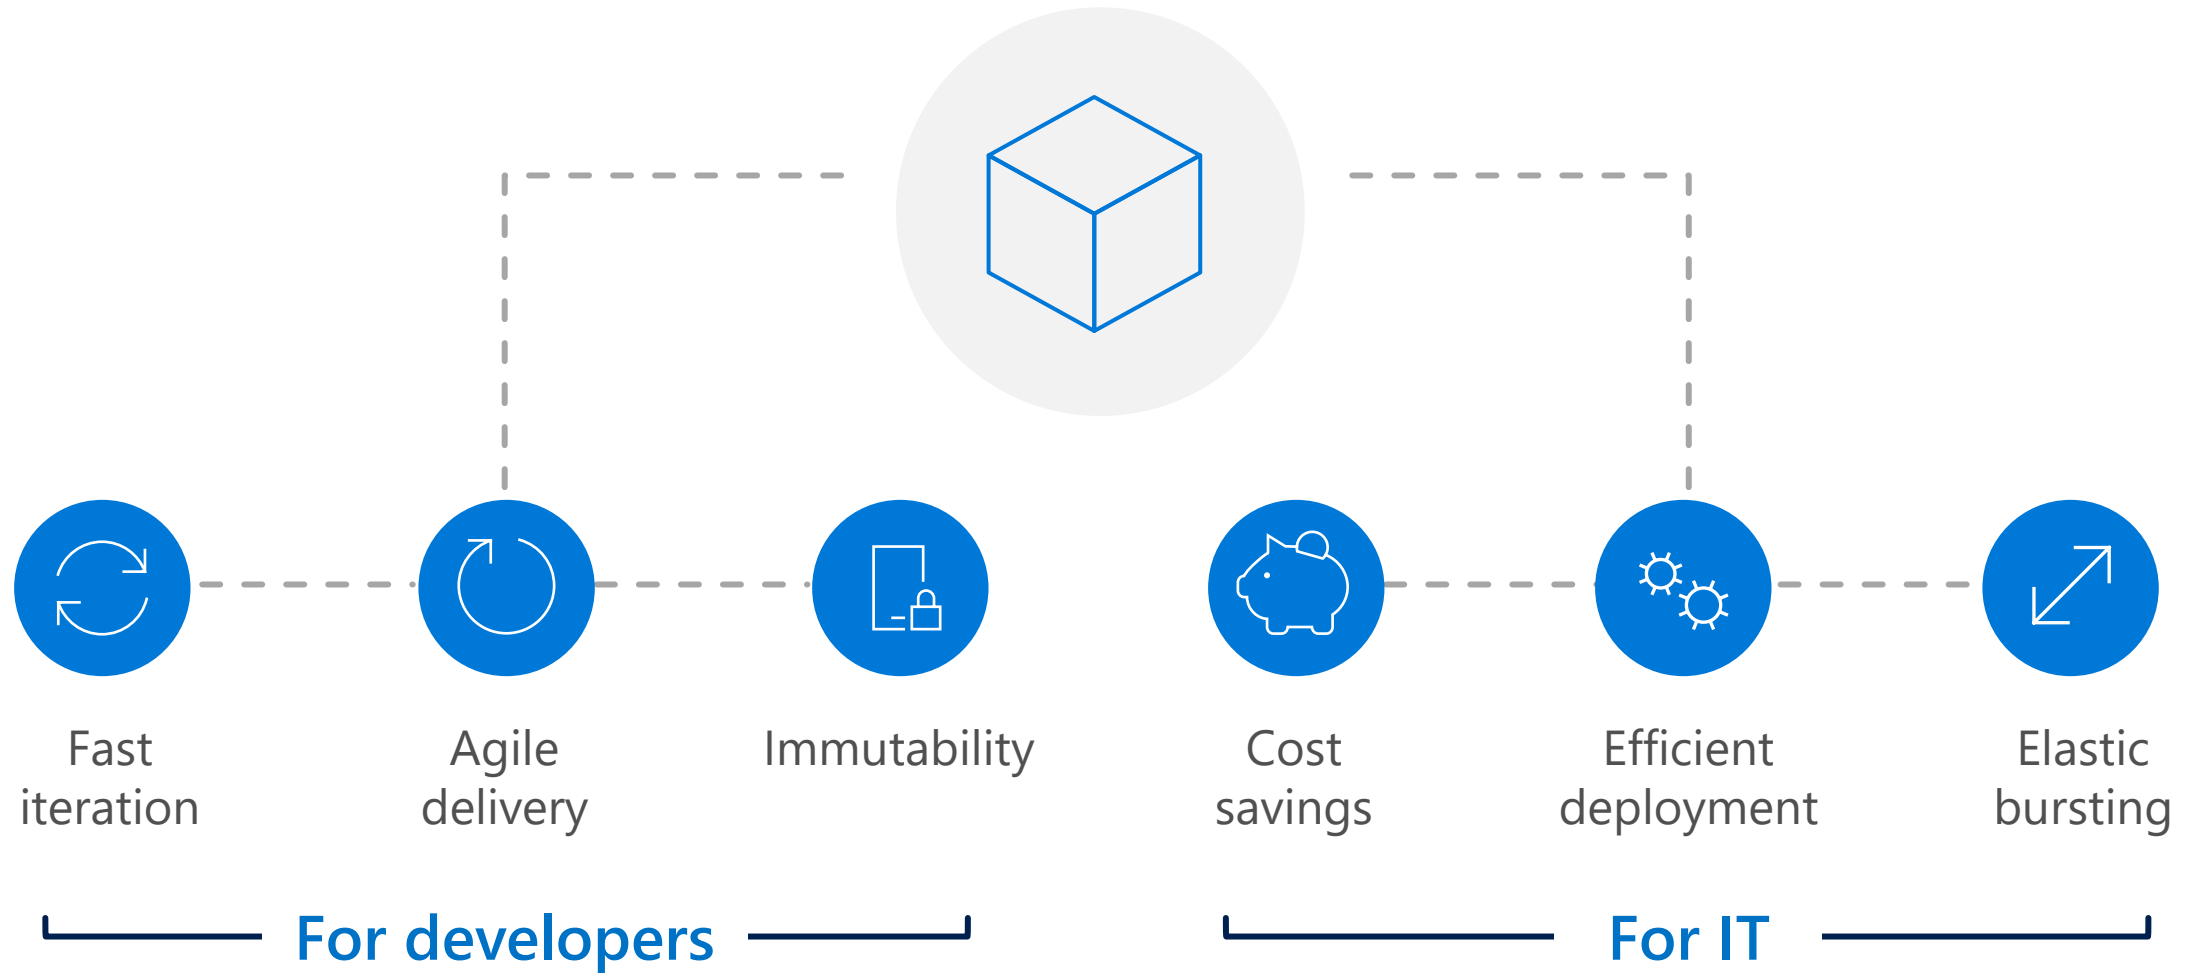 Fast
iteration
Agile
delivery
Immutability
Cost
savings
Efficient
deployment
Elastic
bursting
For developers
For IT